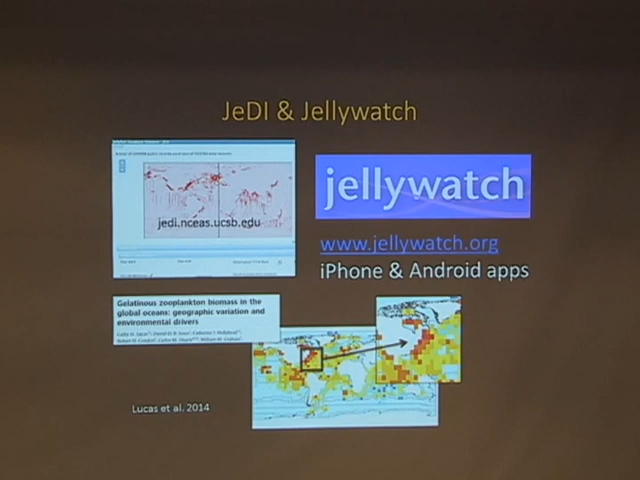 JeDI & Jellywatch
jedi.nceas.ucsb.edu
jellywatch
www.jellywatch.org
iPhone & Android apps
Gelatinous zooplankton biomass in the
global oceans: geographic variation and
environmental drivers
Lucas et al. 2014